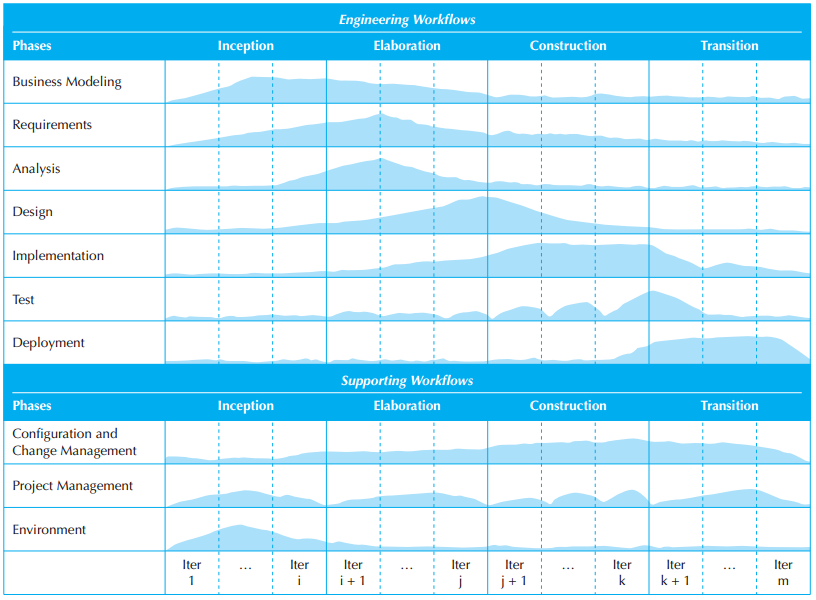 Engineering Workflows
Phases Inception Elaboration Construction Transition
Business Modeling
Requirements
Analysis
Design
Implementation
Test
Deployment
Supporting Workflows
Phases Inception Elaboration Construction Transition
Configuration and
Change Management
Project Management
Environment
Iter … Iter Iter … Iter Iter … Iter Iter … Iter
1 i i + 1 j j + 1 k k + 1 m